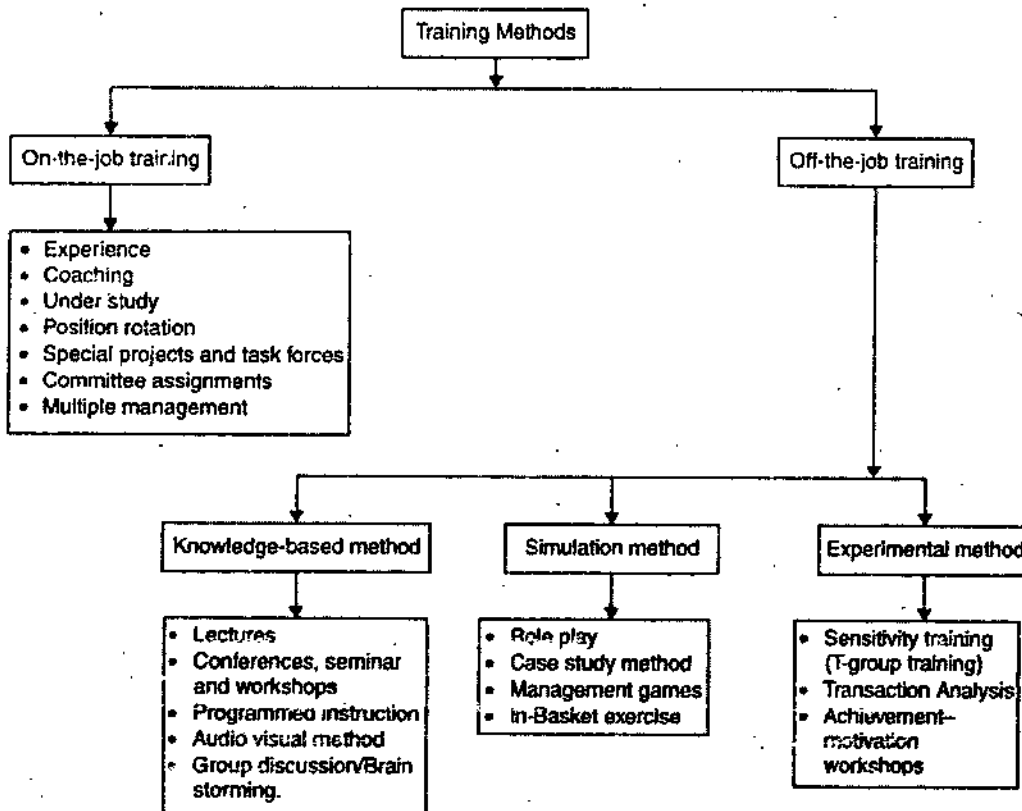 Training Methods
On-the-job training
Off-the-job training
• Experience
• Coaching
• Under study
• Position rotation
• Special projects and task forces
• Committee assignments
• Multiple management
Knowledge-based method
Simulation method
Experimental method
• Lectures
• Conferences, seminar
and workshops
• Programmed instruction
• Audio visual method
• Group discussion/Brain
storming.
• Role play
• Case study method
• Management games
• In-Basket exercise
• Sensitivity training
(T-group training)
• Transaction Analysis
• Achievement–
motivation
workshops